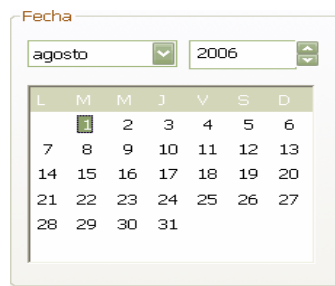 Fecha
agosto 2006
L M M J V S D
1 2 3 4 5 6
7 8 9 10 11 12 13
14 15 16 17 18 19 20
21 22 23 24 25 26 27
28 29 30 31